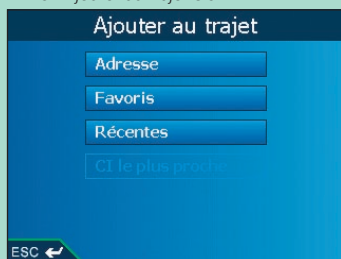 Ajouter au trajet
Adresse
Favoris
Récentes
CI le plus proche
ESC